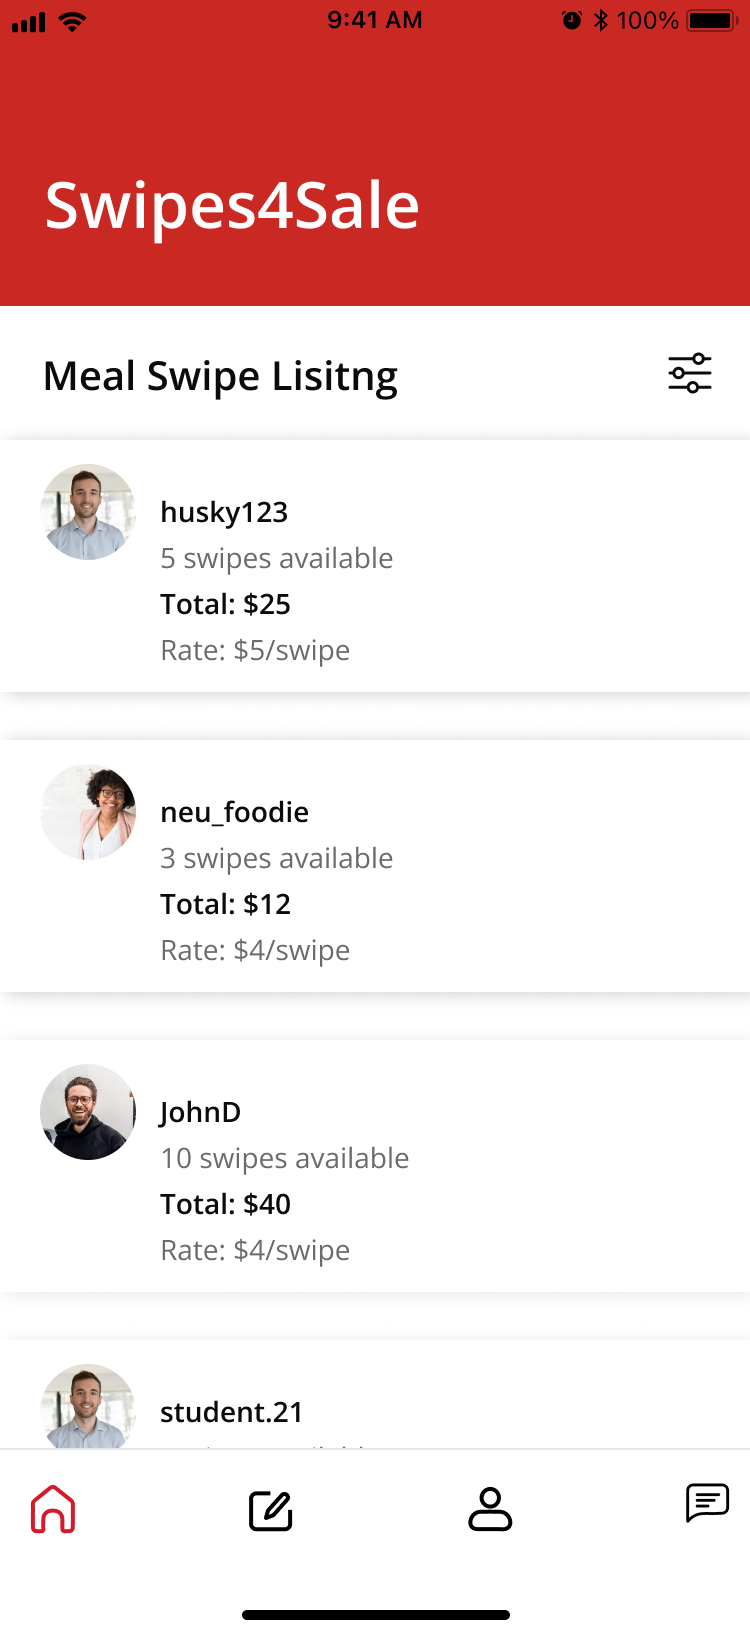 9:41 AM
100%
Swipes4Sale
Meal Swipe Lisitng
husky123
5 swipes available
Total: $25
Rate: $5/swipe
neu_foodie
3 swipes available
Total: $12
Rate: $4/swipe
JohnD
10 swipes available
Total: $40
Rate: $4/swipe
student.21